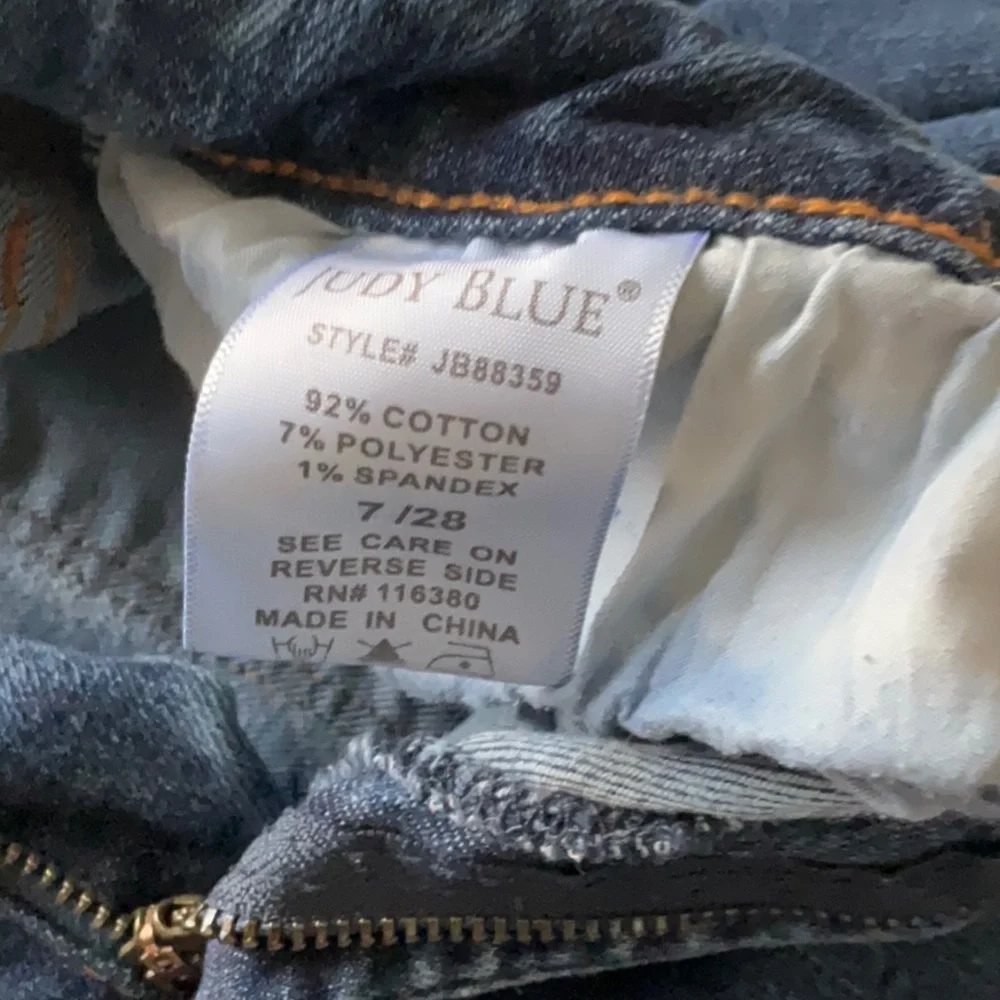 JUDY BLUE®
STYLE# JB88359
92% COTTON
7% POLYESTER
1% SPANDEX
7 /28
SEE CARE ON
REVERSE SIDE
RN# 116380
MADE IN CHINA